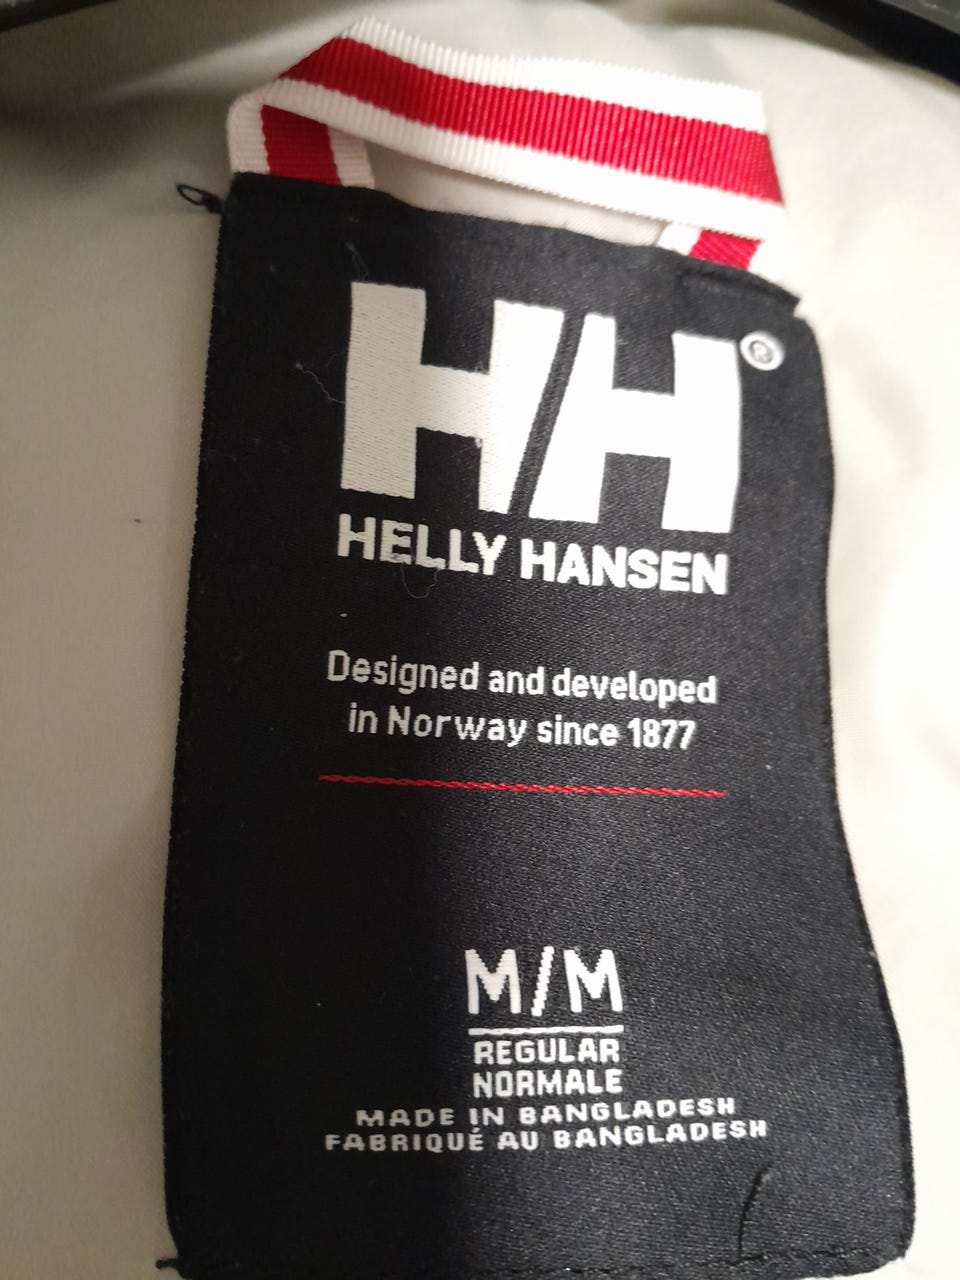 HH®
HELLY HANSEN
Designed and developed
in Norway since 1877
M/M
REGULAR
NORMALE
MADE IN BANGLADESH
FABRIQUÉ AU BANGLADESH